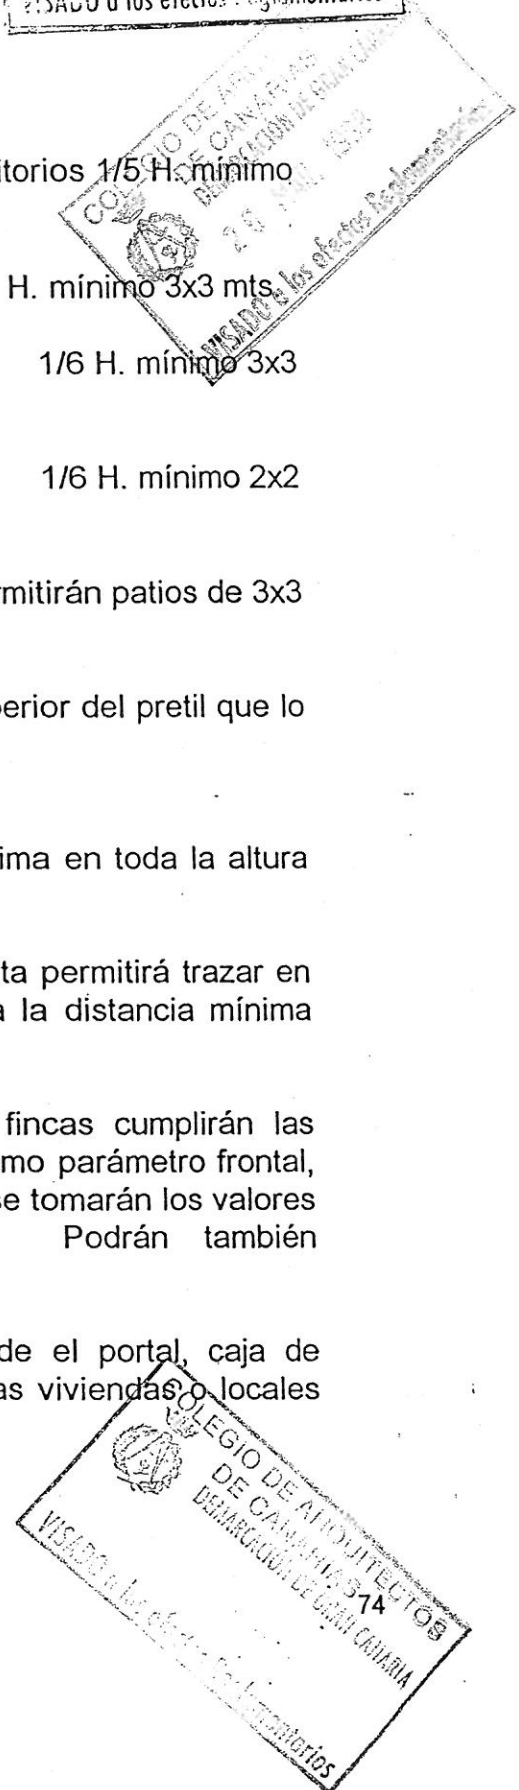 VISADO a los efectos Reglamentarios
COLEGIO DE
DE CANARIAS
DEMARCACIÓN DE GRAN
20 1998
VISADO a los efectos Reglamentarios
itorios 1/5 H. mínimo
H. mínimo 3x3 mts.
1/6 H. mínimo 3x3
1/6 H. mínimo 2x2
rmitirán patios de 3x3
perior del pretil que lo
ima en toda la altura
ta permitirá trazar en
a la distancia mínima
fincas cumplirán las
mo parámetro frontal,
se tomarán los valores
Podrán también
de el portal, caja de
as viviendas o locales
COLEGIO DE ARQUITECTOS
DE CANARIAS
DEMARCACIÓN DE GRAN CANARIA
VISADO a los efectos Reglamentarios
74